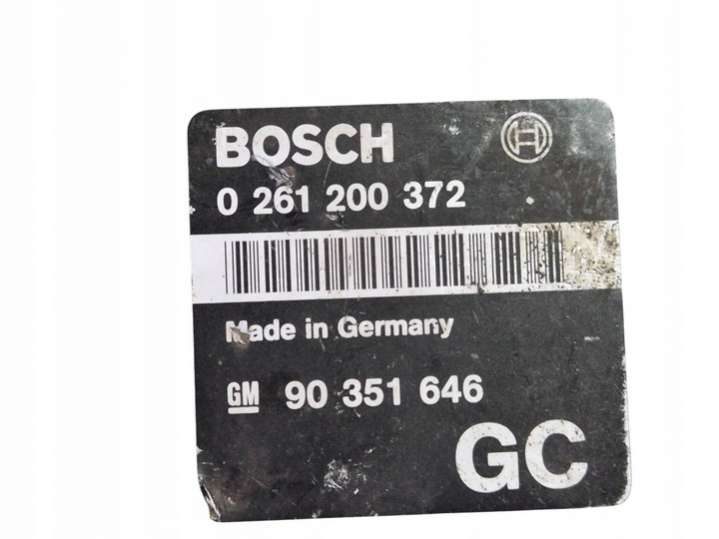 BOSCH
0 261 200 372
Made in Germany
GM 90 351 646
GC